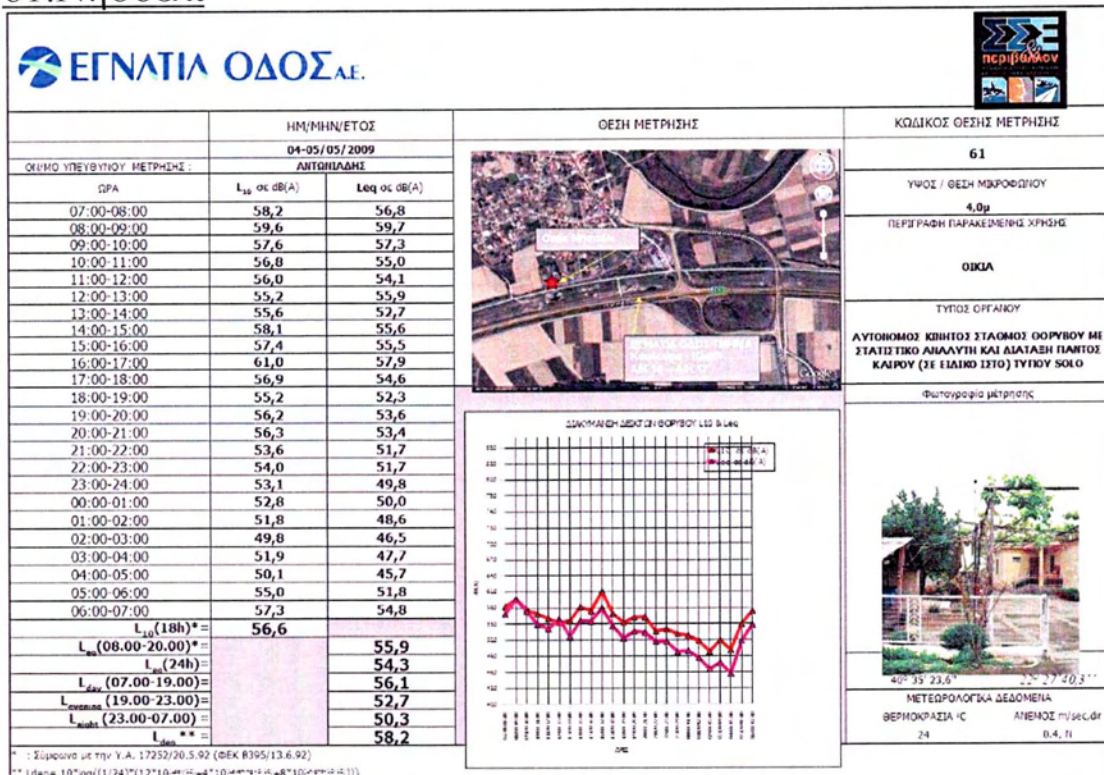 ΕΓΝΑΤΙΑ ΟΔΟΣ Α.Ε.
ΣΣΕ
&
περιβάλλον
ΗΜ/ΜΗΝ/ΕΤΟΣ
ΘΕΣΗ ΜΕΤΡΗΣΗΣ
ΚΩΔΙΚΟΣ ΘΕΣΗΣ ΜΕΤΡΗΣΗΣ
04-05/05/2009
61
ΟΝ/ΜΟ ΥΠΕΥΘΥΝΟΥ ΜΕΤΡΗΣΗΣ : ΑΝΤΩΝΙΑΔΗΣ
ΩΡΑ L10 σε dB(A) Leq σε dB(A)
07:00-08:00 58,2 56,8
08:00-09:00 59,6 59,7
09:00-10:00 57,6 57,3
10:00-11:00 56,8 55,0
11:00-12:00 56,0 54,1
12:00-13:00 55,2 55,9
13:00-14:00 55,6 52,7
14:00-15:00 58,1 55,6
15:00-16:00 57,4 55,5
16:00-17:00 61,0 57,9
17:00-18:00 56,9 54,6
18:00-19:00 55,2 52,3
19:00-20:00 56,2 53,6
20:00-21:00 56,3 53,4
21:00-22:00 53,6 51,7
22:00-23:00 54,0 51,7
23:00-24:00 53,1 49,8
00:00-01:00 52,8 50,0
01:00-02:00 51,8 48,6
02:00-03:00 49,8 46,5
03:00-04:00 51,9 47,7
04:00-05:00 50,1 45,7
05:00-06:00 55,0 51,8
06:00-07:00 57,3 54,8
L10(18h)* = 56,6
Leq(08.00-20.00)* = 55,9
Leq(24h)= 54,3
Lday (07.00-19.00)= 56,1
Levening (19.00-23.00)= 52,7
Lnight (23.00-07.00) = 50,3
Lden ** = 58,2
* : Σύμφωνα με την Υ.Α. 17252/20.5.92 (ΦΕΚ Β395/13.6.92)
ΔΙΑΚΥΜΑΝΣΗ ΔΕΙΚΤΩΝ ΘΟΡΥΒΟΥ L10 & Leq
L10 σε dB(A)
Leq σε dB(A)
ΥΨΟΣ / ΘΕΣΗ ΜΙΚΡΟΦΩΝΟΥ
4,0μ
ΠΕΡΙΓΡΑΦΗ ΠΑΡΑΚΕΙΜΕΝΗΣ ΧΡΗΣΗΣ
ΟΙΚΙΑ
ΤΥΠΟΣ ΟΡΓΑΝΟΥ
ΑΥΤΟΝΟΜΟΣ ΚΙΝΗΤΟΣ ΣΤΑΘΜΟΣ ΘΟΡΥΒΟΥ ΜΕ
ΣΤΑΤΙΣΤΙΚΟ ΑΝΑΛΥΤΗ ΚΑΙ ΔΙΑΤΑΞΗ ΠΑΝΤΟΣ
ΚΑΙΡΟΥ (ΣΕ ΕΙΔΙΚΟ ΙΣΤΟ) ΤΥΠΟΥ SOLO
Φωτογραφία μέτρησης
40° 35' 23,6" 22° 27' 40,3''
ΜΕΤΕΩΡΟΛΟΓΙΚΑ ΔΕΔΟΜΕΝΑ
ΘΕΡΜΟΚΡΑΣΙΑ °C ΑΝΕΜΟΣ m/sec,dir
24 0.4, N